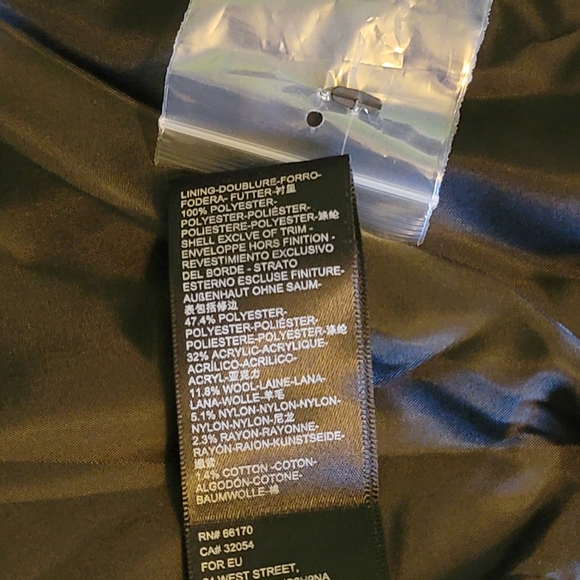 LINING-DOUBLURE-FORRO-
FODERA- FUTTER-衬里
100% POLYESTER-
POLYESTER-POLIÉSTER-
POLIESTERE-POLYESTER-涤纶
SHELL EXCLVE OF TRIM -
ENVELOPPE HORS FINITION -
REVESTIMIENTO EXCLUSIVO
DEL BORDE - STRATO
ESTERNO ESCLUSE FINITURE-
AUßENHAUT OHNE SAUM-
表包括修边
47.4% POLYESTER-
POLYESTER-POLIÉSTER-
POLIESTERE-POLYESTER-涤纶
32% ACRYLIC-ACRYLIQUE-
ACRÍLICO-ACRILICO-
ACRYL-亚克力
11.8% WOOL-LAINE-LANA-
LANA-WOLLE-羊毛
5.1% NYLON-NYLON-NYLON-
NYLON-NYLON-尼龙
2.3% RAYON-RAYONNE-
RAYÓN-RAION-KUNSTSEIDE-
1.4% COTTON -COTON-
ALGODÓN-COTONE-
BAUMWOLLE-棉
RN# 66170
CA# 32054
FOR EU
WEST STREET,